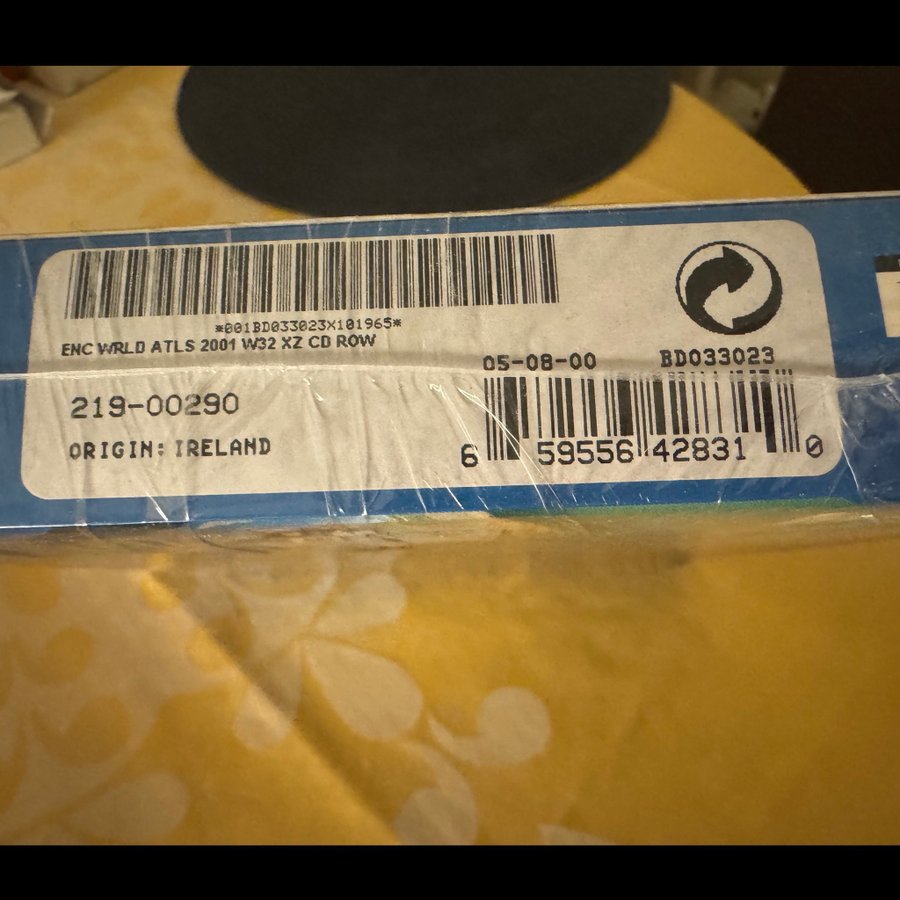 *001BD033023X101965*
ENC WRLD ATLS 2001 W32 XZ CD ROW
05-08-00 BD033023
219-00290
ORIGIN: IRELAND
6 59556 42831 0